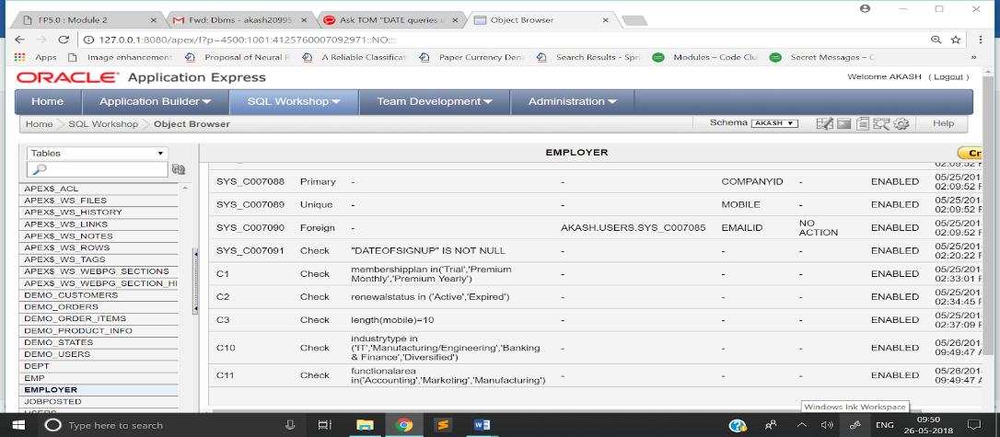 FP5.0 : Module 2
Fwd: Dbms - akash20995
Ask TOM "DATE queries u
Object Browser
127.0.0.1:8080/apex/f?p=4500:1001:4125760007092971::NO:::
Apps
Image enhancement
Proposal of Neural
A Reliable Classificat
Paper Currency Den
Search Results - Spri
Modules – Code Clu
Secret Messages –
»
ORACLE Application Express
Welcome AKASH ( Logout )
Home Application Builder SQL Workshop Team Development Administration
Home SQL Workshop Object Browser
Schema AKASH
Help
Tables
APEX$_ACL
APEX$_WS_FILES
APEX$_WS_HISTORY
APEX$_WS_LINKS
APEX$_WS_NOTES
APEX$_WS_ROWS
APEX$_WS_TAGS
APEX$_WS_WEBPG_SECTIONS
APEX$_WS_WEBPG_SECTION_HI
DEMO_CUSTOMERS
DEMO_ORDERS
DEMO_ORDER_ITEMS
DEMO_PRODUCT_INFO
DEMO_STATES
DEMO_USERS
DEPT
EMP
EMPLOYER
JOBPOSTED
USERS
EMPLOYER
Cr
02:09:52 P
SYS_C007088 Primary - COMPANYID - ENABLED 05/25/201
02:09:52 P
SYS_C007089 Unique - MOBILE - ENABLED 05/25/201
02:09:52 P
SYS_C007090 Foreign - AKASH.USERS.SYS_C007085 EMAILID NO ENABLED 05/25/201
ACTION 02:09:52 P
SYS_C007091 Check "DATEOFSIGNUP" IS NOT NULL - - - ENABLED 05/25/201
02:20:22 P
C1 Check membershipplan in('Trial','Premium - - - ENABLED 05/25/201
Monthly','Premium Yearly') 02:33:01 P
C2 Check renewalstatus in ('Active','Expired') - - - ENABLED 05/25/201
02:34:45 P
C3 Check length(mobile)=10 - - - ENABLED 05/25/201
02:37:09 P
industrytype in
C10 Check ('IT','Manufacturing/Engineering','Banking - - - ENABLED 05/26/201
& Finance','Diversified') 09:49:47 A
C11 Check functionalarea - - - ENABLED 05/26/201
in('Accounting','Marketing','Manufacturing') 09:49:47 A
Windows Ink Workspace
Type here to search
ENG
09:50
26-05-2018